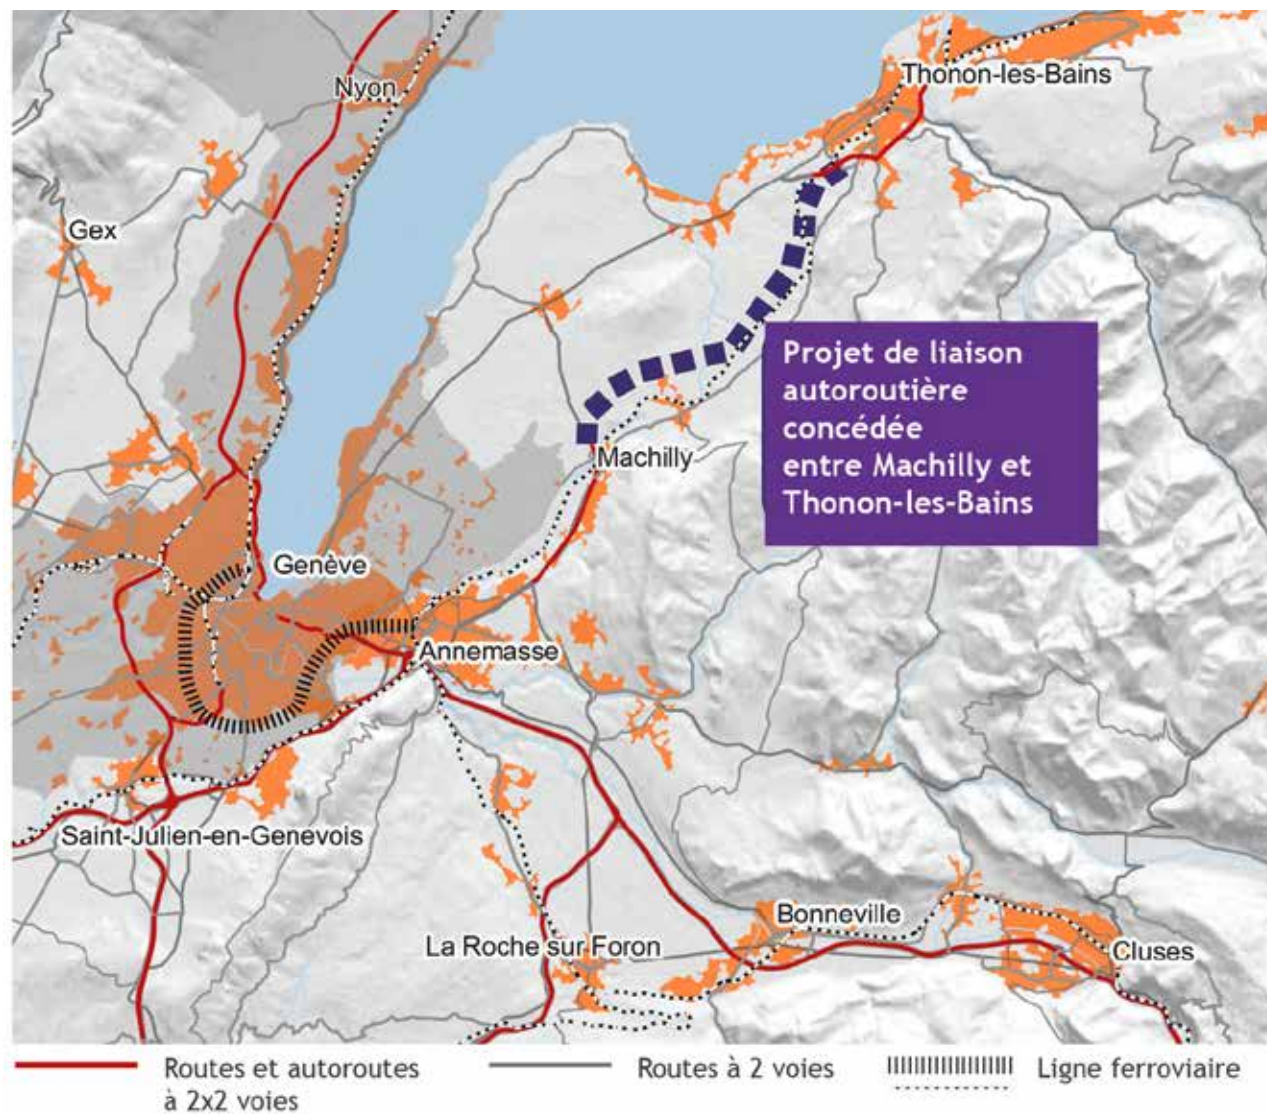 Nyon
Thonon-les-Bains
Gex
Projet de liaison
autoroutière
concédée
entre Machilly et
Thonon-les-Bains
Machilly
Genève
Annemasse
Saint-Julien-en-Genevois
Bonneville
La Roche sur Foron
Cluses
Routes et autoroutes
à 2x2 voies
Routes à 2 voies
Ligne ferroviaire